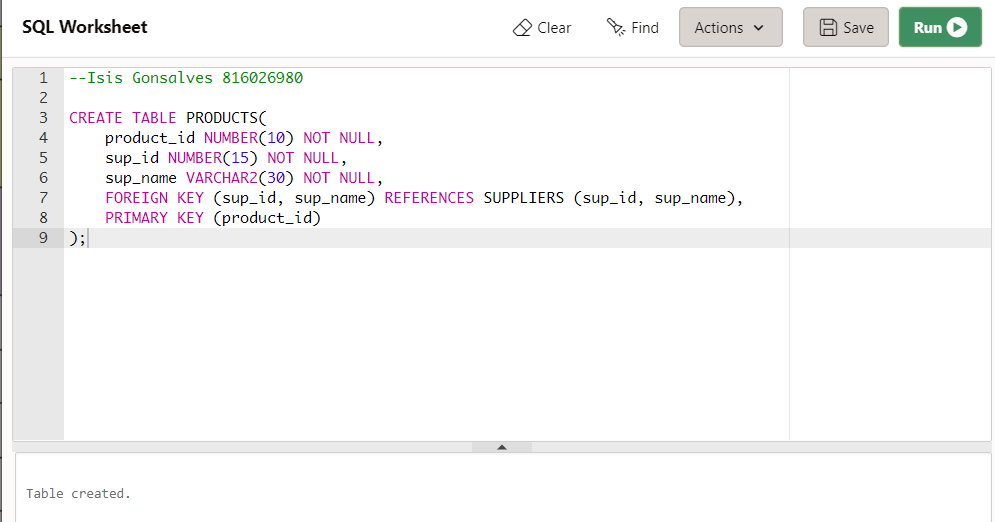 SQL Worksheet
Clear
Find
Actions
Save
Run
1 --Isis Gonsalves 816026980
2
3 CREATE TABLE PRODUCTS(
4 product_id NUMBER(10) NOT NULL,
5 sup_id NUMBER(15) NOT NULL,
6 sup_name VARCHAR2(30) NOT NULL,
7 FOREIGN KEY (sup_id, sup_name) REFERENCES SUPPLIERS (sup_id, sup_name),
8 PRIMARY KEY (product_id)
9 );
Table created.